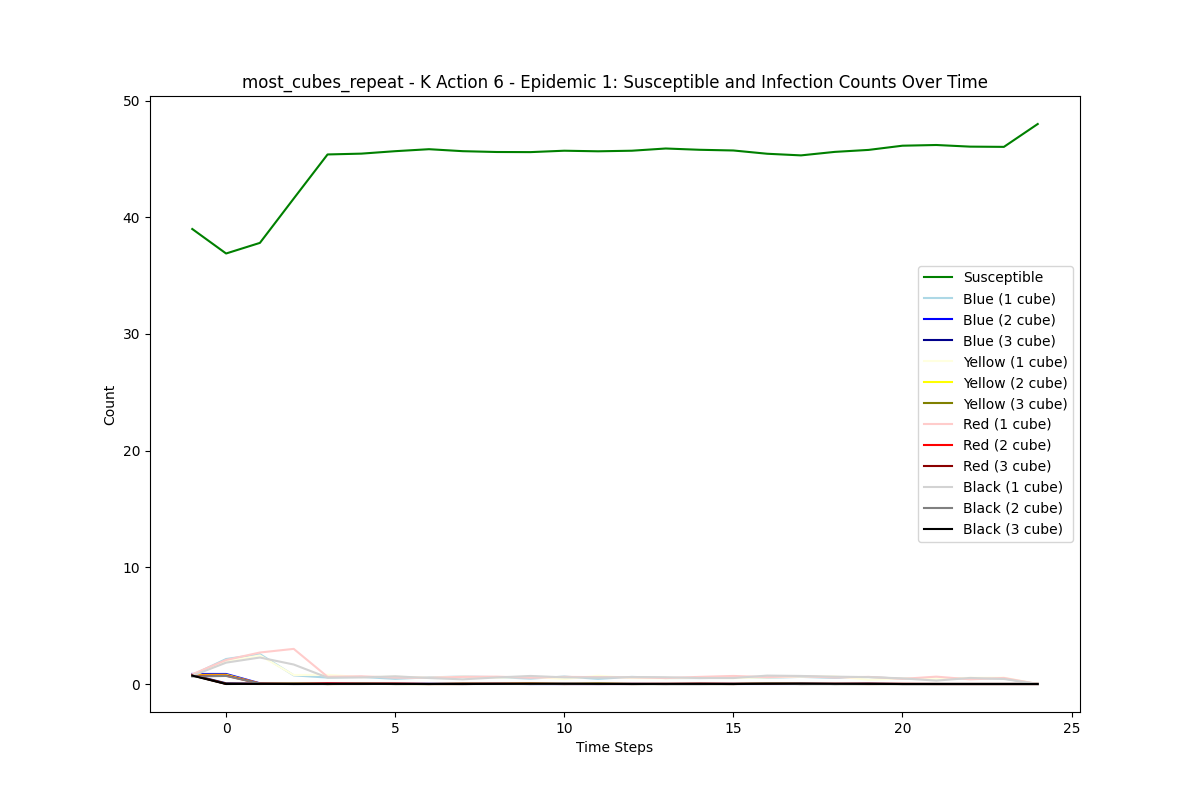 most_cubes_repeat - K Action 6 - Epidemic 1: Susceptible and Infection Counts Over Time
50
40
30
20
10
0
Count
Susceptible
Blue (1 cube)
Blue (2 cube)
Blue (3 cube)
Yellow (1 cube)
Yellow (2 cube)
Yellow (3 cube)
Red (1 cube)
Red (2 cube)
Red (3 cube)
Black (1 cube)
Black (2 cube)
Black (3 cube)
0 5 10 15 20 25
Time Steps